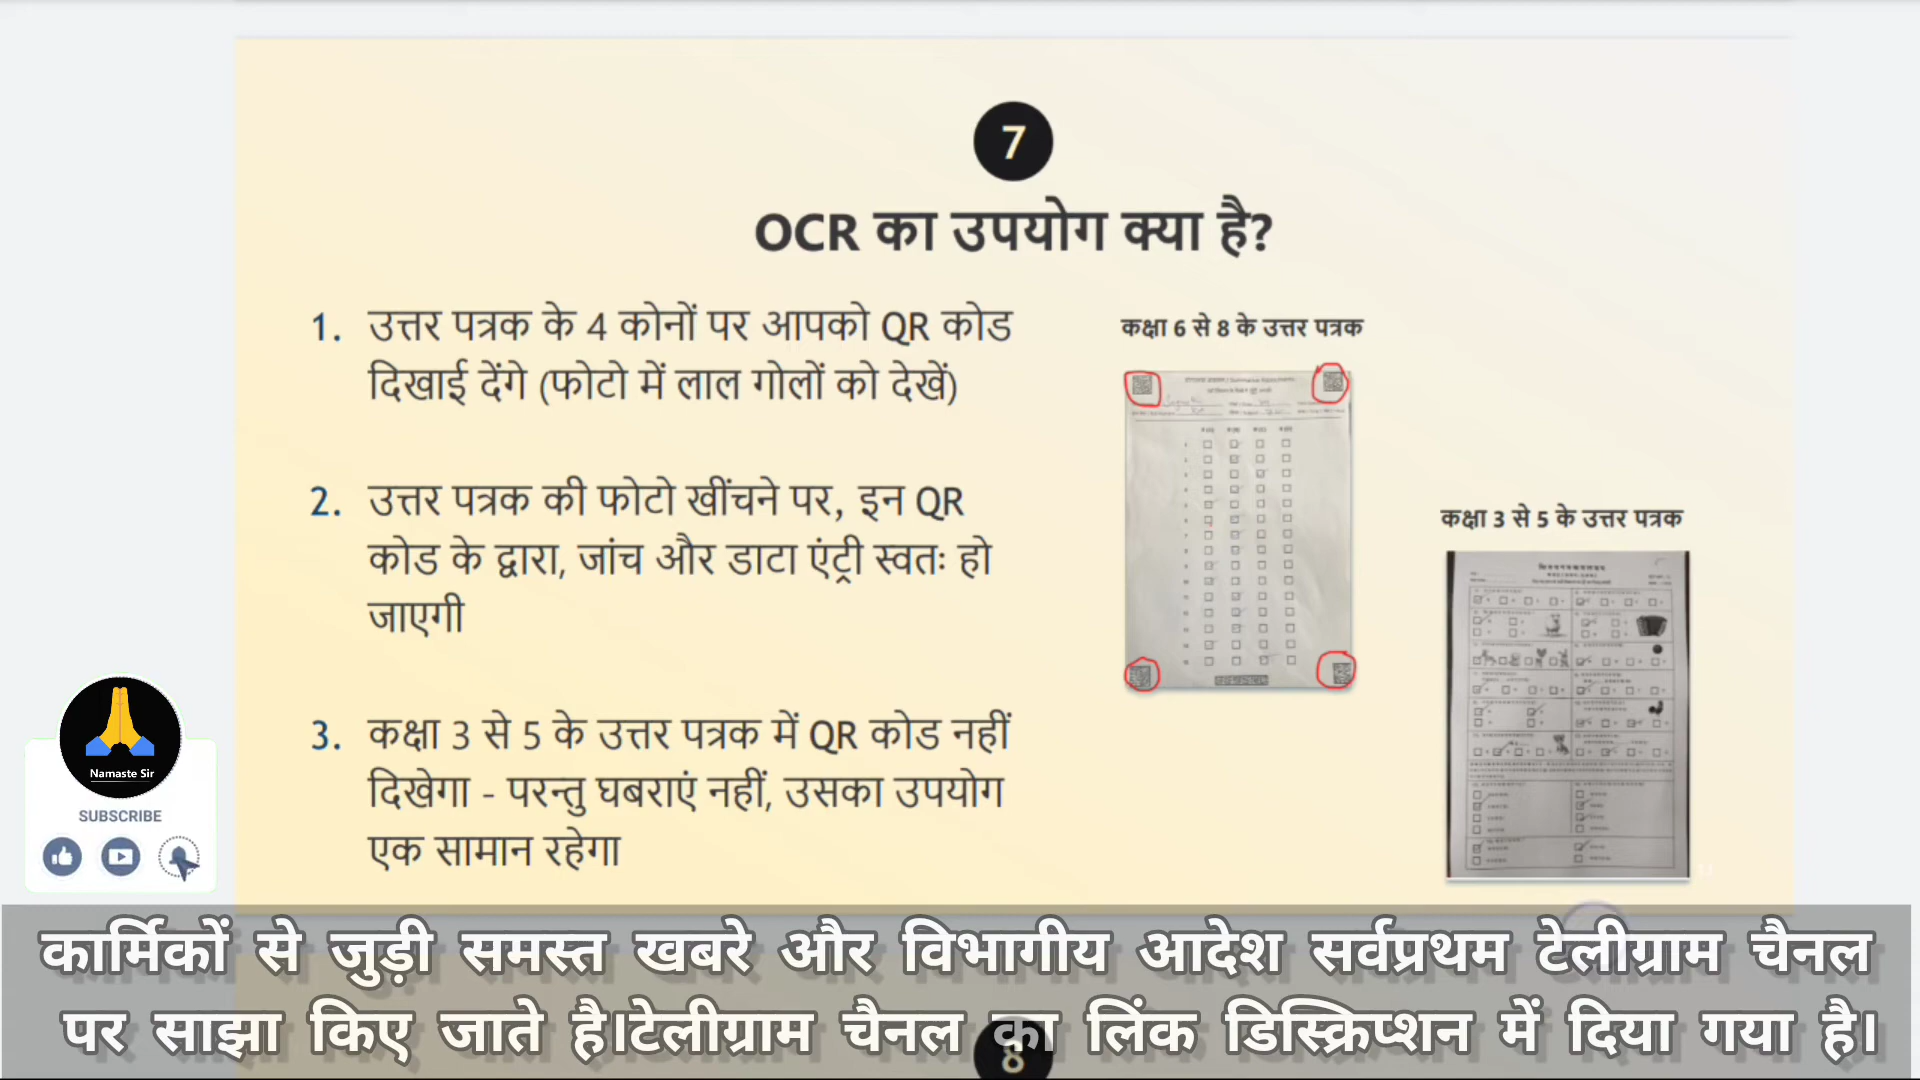 7
OCR का उपयोग क्या है?
1. उत्तर पत्रक के 4 कोनों पर आपको QR कोड
दिखाई देंगे (फोटो में लाल गोलों को देखें)
2. उत्तर पत्रक की फोटो खींचने पर, इन QR
कोड के द्वारा, जांच और डाटा एंट्री स्वतः हो
जाएगी
3. कक्षा 3 से 5 के उत्तर पत्रक में QR कोड नहीं
दिखेगा - परन्तु घबराएं नहीं, उसका उपयोग
एक सामान रहेगा
कक्षा 6 से 8 के उत्तर पत्रक
कक्षा 3 से 5 के उत्तर पत्रक
Namaste Sir
SUBSCRIBE
कार्मिकों से जुड़ी समस्त खबरे और विभागीय आदेश सर्वप्रथम टेलीग्राम चैनल
पर साझा किए जाते है।टेलीग्राम चैनल का लिंक डिस्क्रिप्शन में दिया गया है।
8